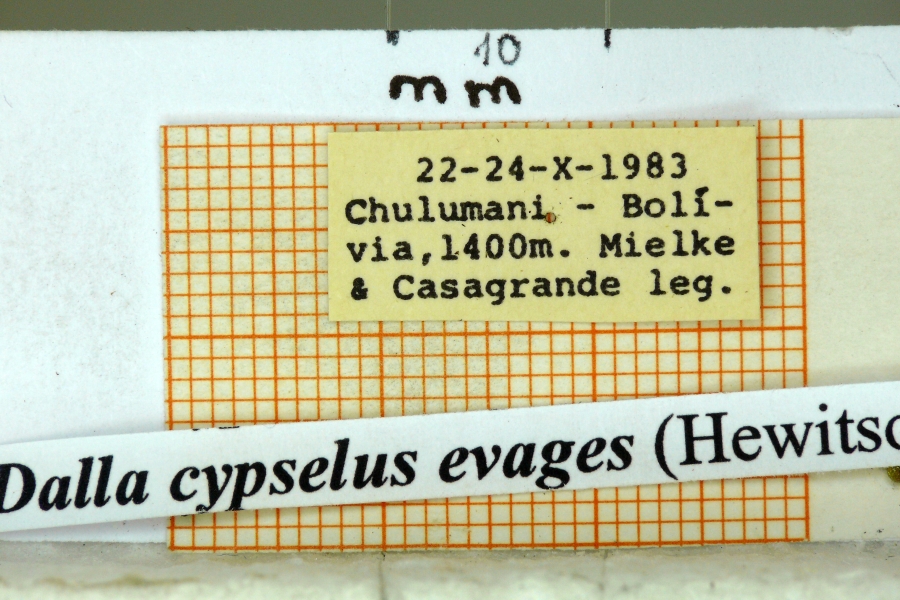 10
mm
22-24-X-1983
Chulumani. - Bolí-
via,1400m. Mielke
& Casagrande leg.
Dalla cypselus evages (Hewitso